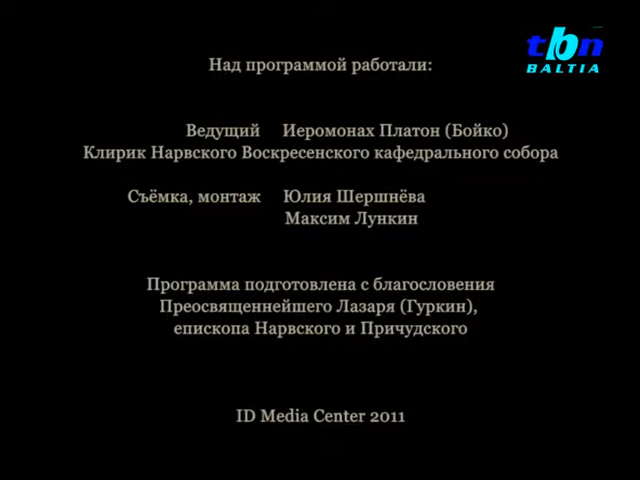 tbn
BALTIA
Над программой работали:
Ведущий Иеромонах Платон (Бойко)
Клирик Нарвского Воскресенского кафедрального собора
Съёмка, монтаж Юлия Шершнёва
Максим Лункин
Программа подготовлена с благословения
Преосвященнейшего Лазаря (Гуркин),
епископа Нарвского и Причудского
ID Media Center 2011